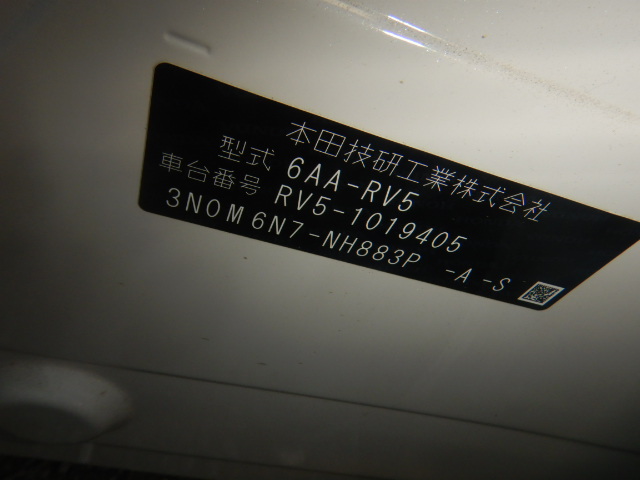 本田技研工業株式会社
型式 6AA-RV5
車台番号 RV5-1019405
3N0M6N7-NH883P -A -S